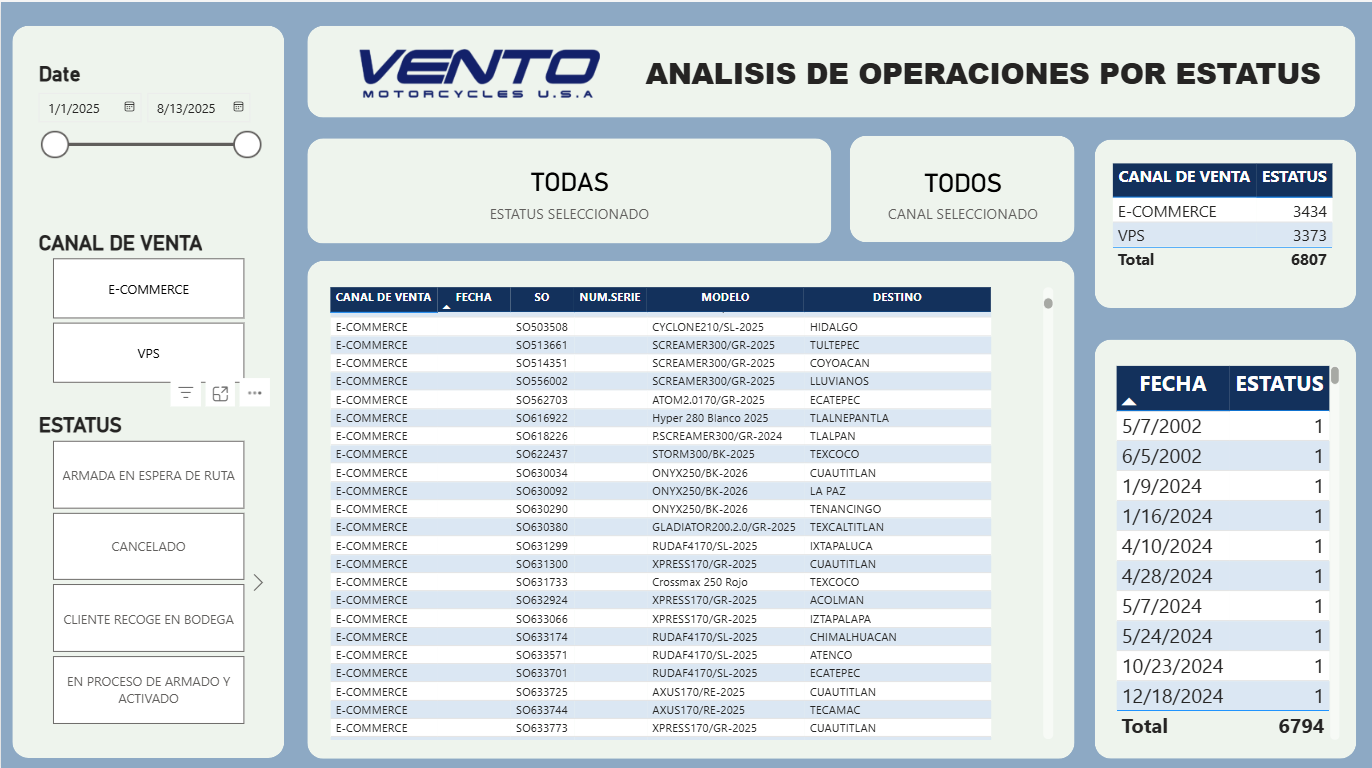 Date
1/1/2025 8/13/2025
CANAL DE VENTA
E-COMMERCE
VPS
ESTATUS
ARMADA EN ESPERA DE RUTA
CANCELADO
CLIENTE RECOGE EN BODEGA
EN PROCESO DE ARMADO Y
ACTIVADO
VENTO
MOTORCYCLES U.S.A
ANALISIS DE OPERACIONES POR ESTATUS
TODAS
ESTATUS SELECCIONADO
TODOS
CANAL SELECCIONADO
CANAL DE VENTA FECHA SO NUM.SERIE MODELO DESTINO
E-COMMERCE SO503508 CYCLONE210/SL-2025 HIDALGO
E-COMMERCE SO513661 SCREAMER300/GR-2025 TULTEPEC
E-COMMERCE SO514351 SCREAMER300/GR-2025 COYOACAN
E-COMMERCE SO556002 SCREAMER300/GR-2025 LLUVIANOS
E-COMMERCE SO562703 ATOM2.0170/GR-2025 ECATEPEC
E-COMMERCE SO616922 Hyper 280 Blanco 2025 TLALNEPANTLA
E-COMMERCE SO618226 P.SCREAMER300/GR-2024 TLALPAN
E-COMMERCE SO622437 STORM300/BK-2025 TEXCOCO
E-COMMERCE SO630034 ONYX250/BK-2026 CUAUTITLAN
E-COMMERCE SO630092 ONYX250/BK-2026 LA PAZ
E-COMMERCE SO630290 ONYX250/BK-2026 TENANCINGO
E-COMMERCE SO630380 GLADIATOR200.2.0/GR-2025 TEXCALTITLAN
E-COMMERCE SO631299 RUDAF4170/SL-2025 IXTAPALUCA
E-COMMERCE SO631300 XPRESS170/GR-2025 CUAUTITLAN
E-COMMERCE SO631733 Crossmax 250 Rojo TEXCOCO
E-COMMERCE SO632924 XPRESS170/GR-2025 ACOLMAN
E-COMMERCE SO633066 XPRESS170/GR-2025 IZTAPALAPA
E-COMMERCE SO633174 RUDAF4170/SL-2025 CHIMALHUACAN
E-COMMERCE SO633571 RUDAF4170/SL-2025 ATENCO
E-COMMERCE SO633701 RUDAF4170/SL-2025 ECATEPEC
E-COMMERCE SO633725 AXUS170/RE-2025 CUAUTITLAN
E-COMMERCE SO633744 AXUS170/RE-2025 TECAMAC
E-COMMERCE SO633773 XPRESS170/GR-2025 CUAUTITLAN
CANAL DE VENTA ESTATUS
E-COMMERCE 3434
VPS 3373
Total 6807
FECHA ESTATUS
5/7/2002 1
6/5/2002 1
1/9/2024 1
1/16/2024 1
4/10/2024 1
4/28/2024 1
5/7/2024 1
5/24/2024 1
10/23/2024 1
12/18/2024 1
Total 6794